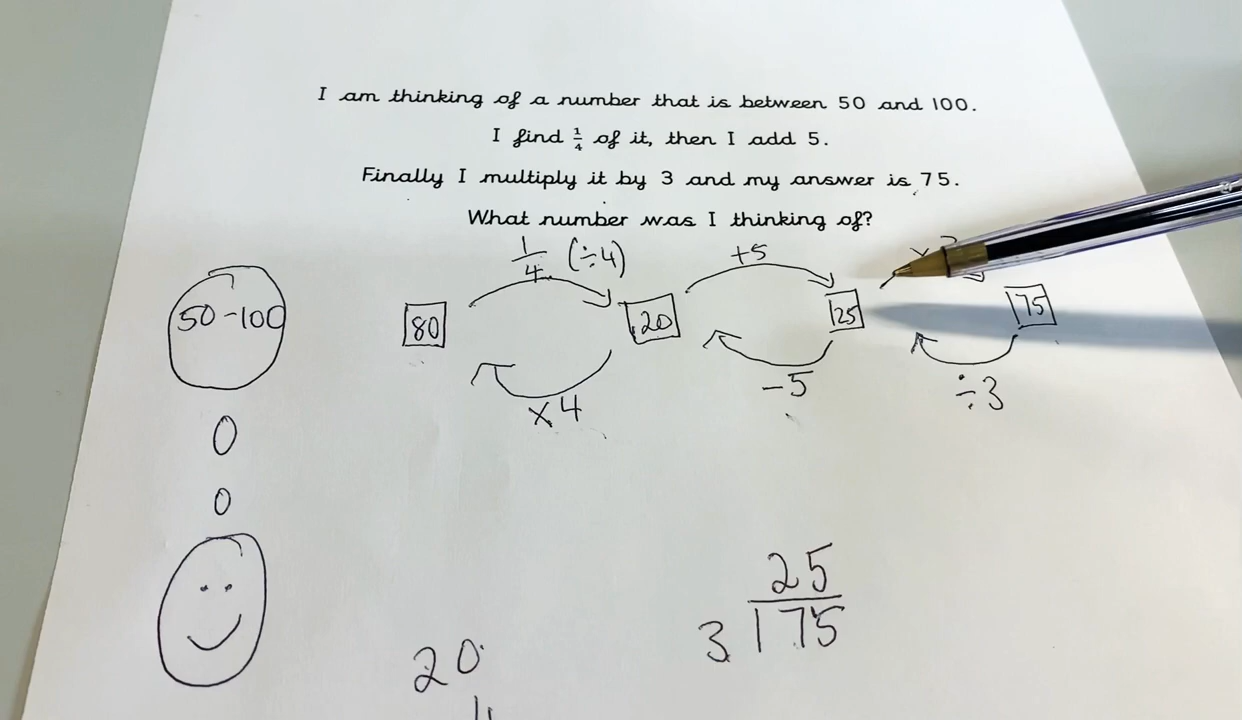 I am thinking of a number that is between 50 and 100.
I find 1/4 of it, then I add 5.
Finally I multiply it by 3 and my answer is 75.
What number was I thinking of?
1/4 (÷4) +5
50-100 80 20 25 75
×4 -5 ÷3
25
3 75
20